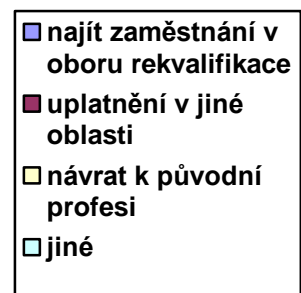 najít zaměstnání v
oboru rekvalifikace
uplatnění v jiné
oblasti
návrat k původní
profesi
jiné